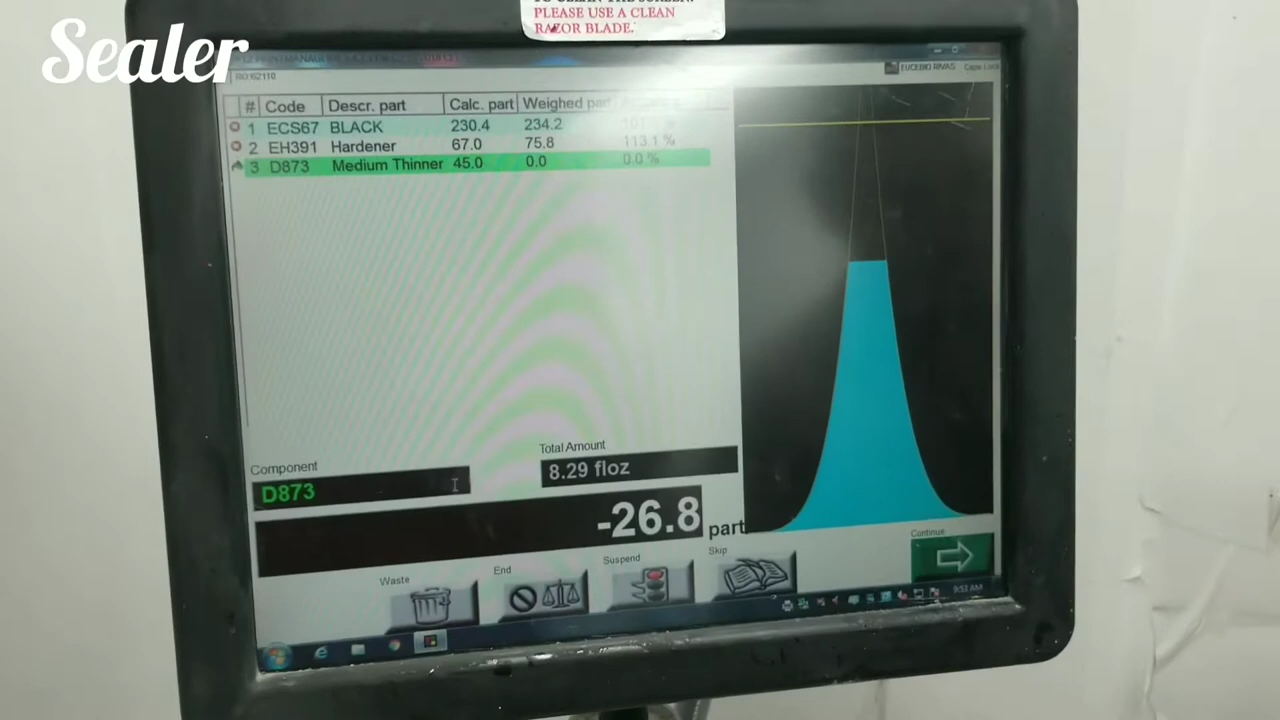 Sealer
PLEASE USE A CLEAN
RAZOR BLADE.
RO:62110
EUCEBIO RIVAS
# Code Descr. part Calc. part Weighed part
1 ECS67 BLACK 230.4 234.2
2 EH391 Hardener 67.0 75.8 113.1 %
3 D873 Medium Thinner 45.0 0.0 0.0 %
Component
D873
Total Amount
8.29 floz
-26.8 part
Waste
End
Suspend
Skip
Continue